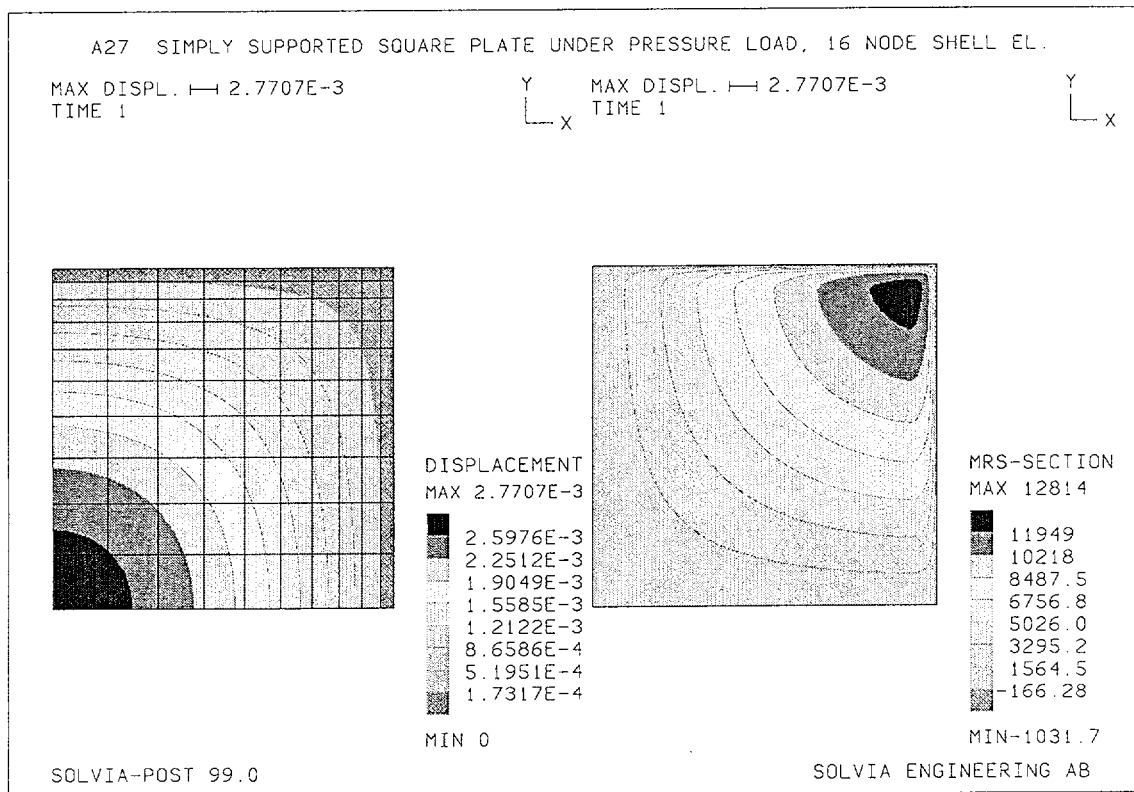 A27 SIMPLY SUPPORTED SQUARE PLATE UNDER PRESSURE LOAD, 16 NODE SHELL EL.
MAX DISPL. 2.7707E-3
TIME 1
Y
X
MAX DISPL. 2.7707E-3
TIME 1
Y
X
DISPLACEMENT
MAX 2.7707E-3
2.5976E-3
2.2512E-3
1.9049E-3
1.5585E-3
1.2122E-3
8.6586E-4
5.1951E-4
1.7317E-4
MIN 0
MRS-SECTION
MAX 12814
11949
10218
8487.5
6756.8
5026.0
3295.2
1564.5
-166.28
MIN-1031.7
SOLVIA-POST 99.0
SOLVIA ENGINEERING AB